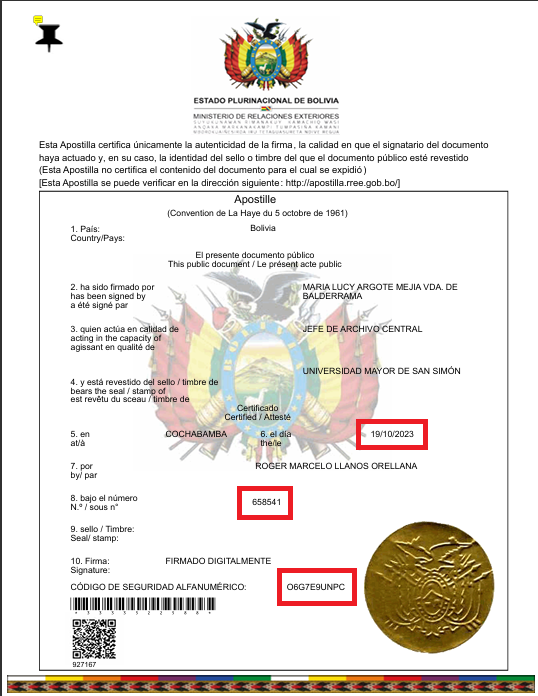 ESTADO PLURINACIONAL DE BOLIVIA
MINISTERIO DE RELACIONES EXTERIORES
Esta Apostilla certifica únicamente la autenticidad de la firma, la calidad en que el signatario del documento
haya actuado y, en su caso, la identidad del sello o timbre del que el documento público esté revestido
(Esta Apostilla no certifica el contenido del documento para el cual se expidió)
[Esta Apostilla se puede verificar en la dirección siguiente: http://apostilla.rree.gob.bo/]
Apostille
(Convention de La Haye du 5 octobre de 1961)
1. País: Bolivia
Country/Pays:
El presente documento público
This public document / Le présent acte public
2. ha sido firmado por MARIA LUCY ARGOTE MEJIA VDA. DE
has been signed by BALDERRAMA
a été signé par
3. quien actúa en calidad de JEFE DE ARCHIVO CENTRAL
acting in the capacity of
agissant en qualité de
UNIVERSIDAD MAYOR DE SAN SIMÓN
4. y está revestido del sello / timbre de
bears the seal / stamp of
est revêtu du sceau / timbre de
Certificado
Certified / Attesté
5. en COCHABAMBA 6. el día 19/10/2023
at/à the/le
7. por ROGER MARCELO LLANOS ORELLANA
by/ par
8. bajo el número 658541
N.º / sous n°
9. sello / Timbre:
Seal/ stamp:
10. Firma: FIRMADO DIGITALMENTE
Signature:
CÓDIGO DE SEGURIDAD ALFANUMÉRICO: O6G7E9UNPC
927167